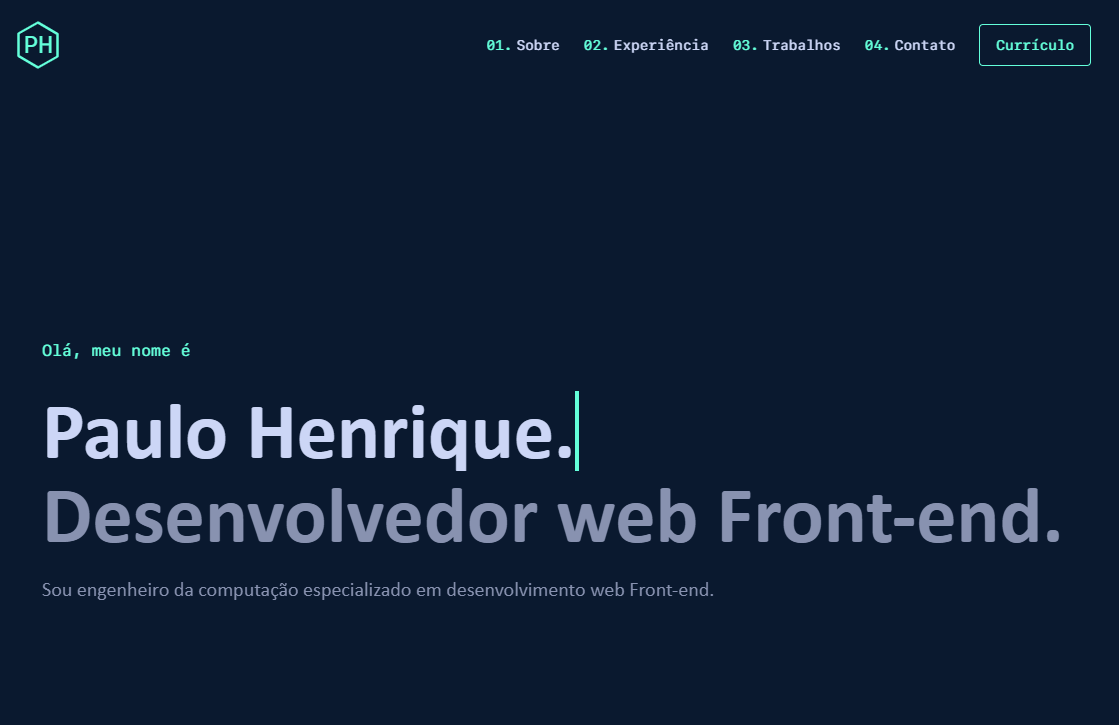 PH
01. Sobre 02. Experiência 03. Trabalhos 04. Contato Currículo
Olá, meu nome é
Paulo Henrique.
Desenvolvedor web Front-end.
Sou engenheiro da computação especializado em desenvolvimento web Front-end.